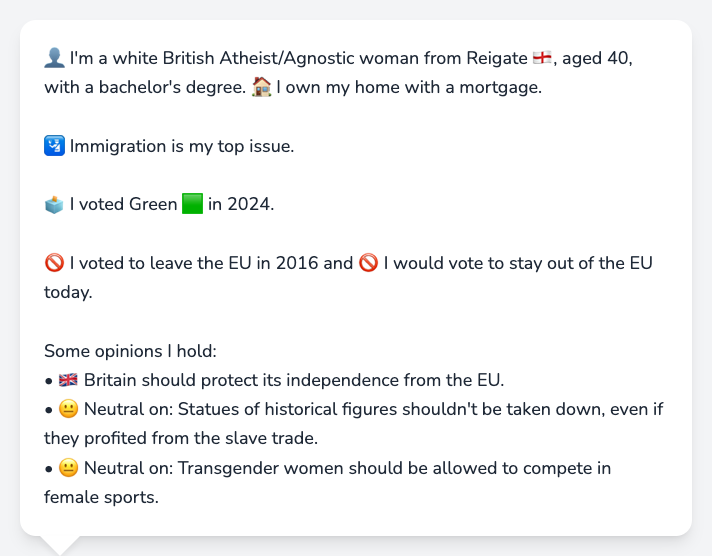 👤 I'm a white British Atheist/Agnostic woman from Reigate 🏴󠁧󠁢󠁥󠁮󠁧󠁿, aged 40,
with a bachelor's degree. 🏠 I own my home with a mortgage.
🛂 Immigration is my top issue.
🗳️ I voted Green 🟩 in 2024.
🚫 I voted to leave the EU in 2016 and 🚫 I would vote to stay out of the EU
today.
Some opinions I hold:
• 🇬🇧 Britain should protect its independence from the EU.
• 😐 Neutral on: Statues of historical figures shouldn't be taken down, even if
they profited from the slave trade.
• 😐 Neutral on: Transgender women should be allowed to compete in
female sports.